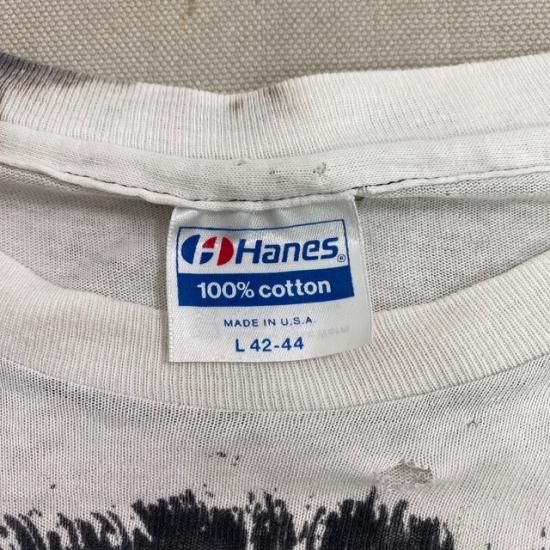 Hanes®
100% cotton
MADE IN U.S.A.
L 42-44